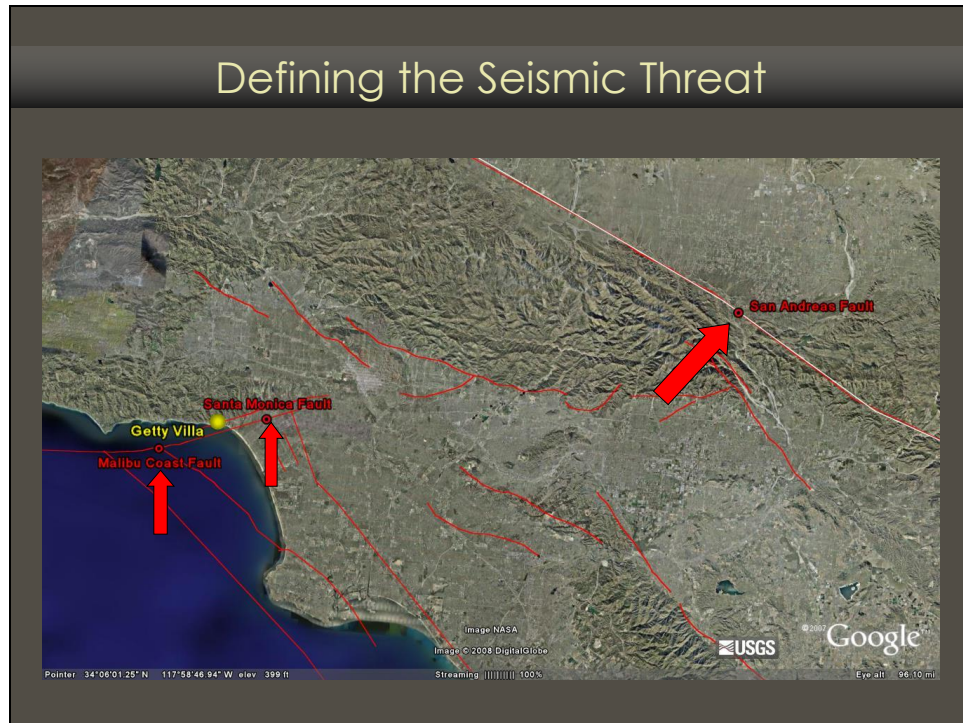 Defining the Seismic Threat
San Andreas Fault
Santa Monica Fault
Getty Villa
Malibu Coast Fault
Image NASA
Image © 2008 DigitalGlobe
USGS
©2007 Google™
Pointer 34°06'01.25" N 117°58'46.94" W elev 399 ft
Streaming ||||||||| 100%
Eye alt 96.10 mi